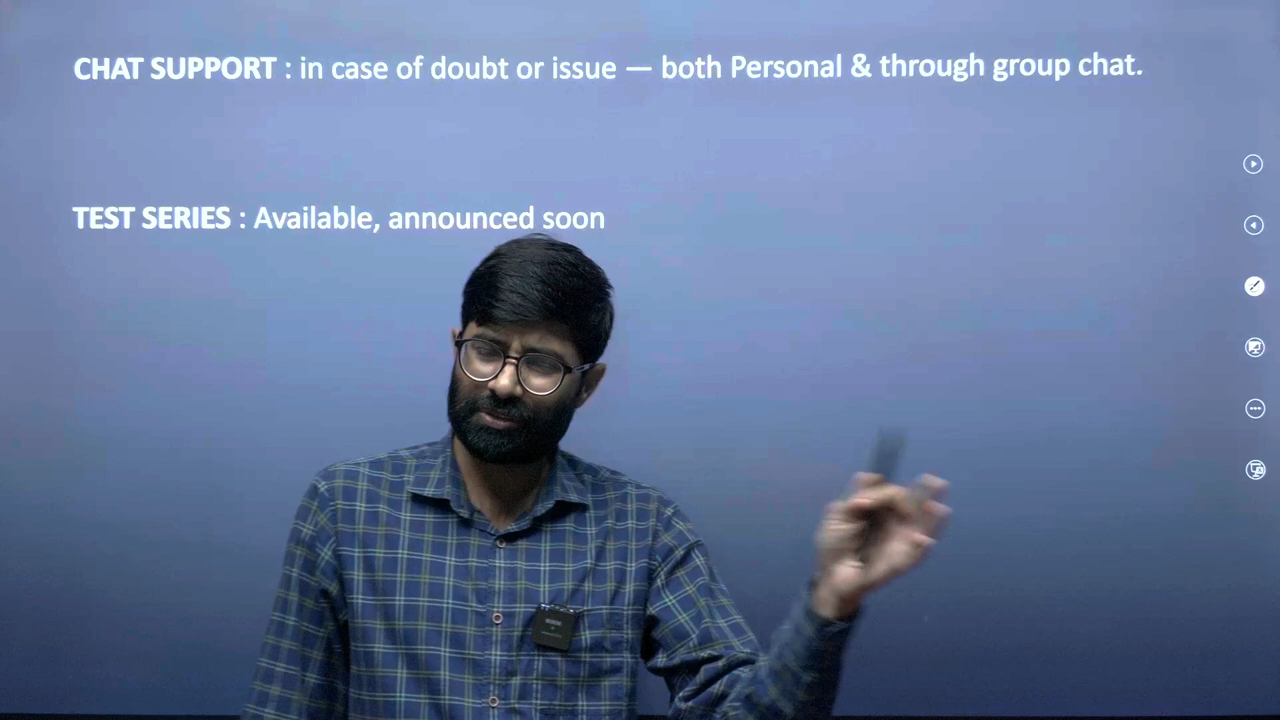 CHAT SUPPORT : in case of doubt or issue — both Personal & through group chat.
TEST SERIES : Available, announced soon